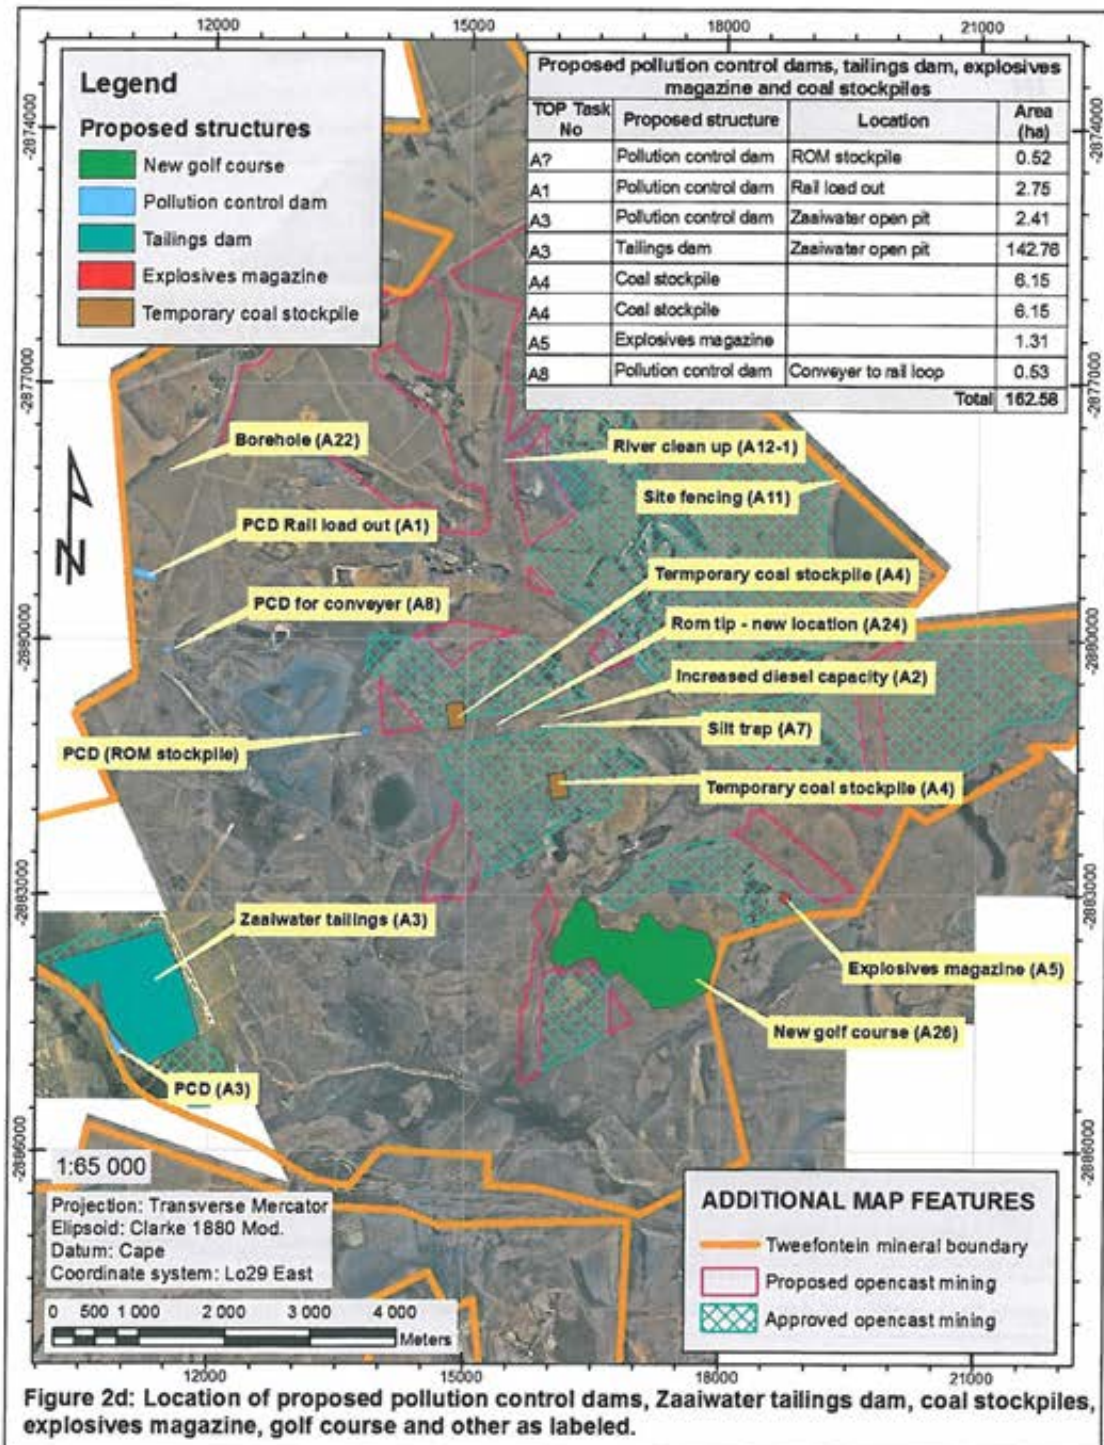 12000 15000 18000 21000
Legend
Proposed structures
New golf course
Pollution control dam
Tailings dam
Explosives magazine
Temporary coal stockpile
Proposed pollution control dams, tailings dam, explosives
magazine and coal stockpiles
TOP Task No Proposed structure Location Area (ha)
A? Pollution control dam ROM stockpile 0.52
A1 Pollution control dam Rail load out 2.75
A3 Pollution control dam Zaaiwater open pit 2.41
A3 Tailings dam Zaaiwater open pit 142.76
A4 Coal stockpile 6.15
A4 Coal stockpile 6.15
A5 Explosives magazine 1.31
A8 Pollution control dam Conveyer to rail loop 0.53
Total 162.58
-2874000 -2874000
-2877000 -2877000
-2880000 -2880000
-2883000 -2883000
-2886000 -2886000
N
Borehole (A22)
River clean up (A12-1)
Site fencing (A11)
PCD Rail load out (A1)
Termporary coal stockpile (A4)
PCD for conveyer (A8)
Rom tip - new location (A24)
Increased diesel capacity (A2)
Silt trap (A7)
PCD (ROM stockpile)
Temporary coal stockpile (A4)
Zaaiwater tailings (A3)
Explosives magazine (A5)
New golf course (A26)
PCD (A3)
1:65 000
Projection: Transverse Mercator
Elipsoid: Clarke 1880 Mod.
Datum: Cape
Coordinate system: Lo29 East
0 500 1 000 2 000 3 000 4 000
Meters
ADDITIONAL MAP FEATURES
Tweefontein mineral boundary
Proposed opencast mining
Approved opencast mining
12000 15000 18000 21000
Figure 2d: Location of proposed pollution control dams, Zaaiwater tailings dam, coal stockpiles,
explosives magazine, golf course and other as labeled.